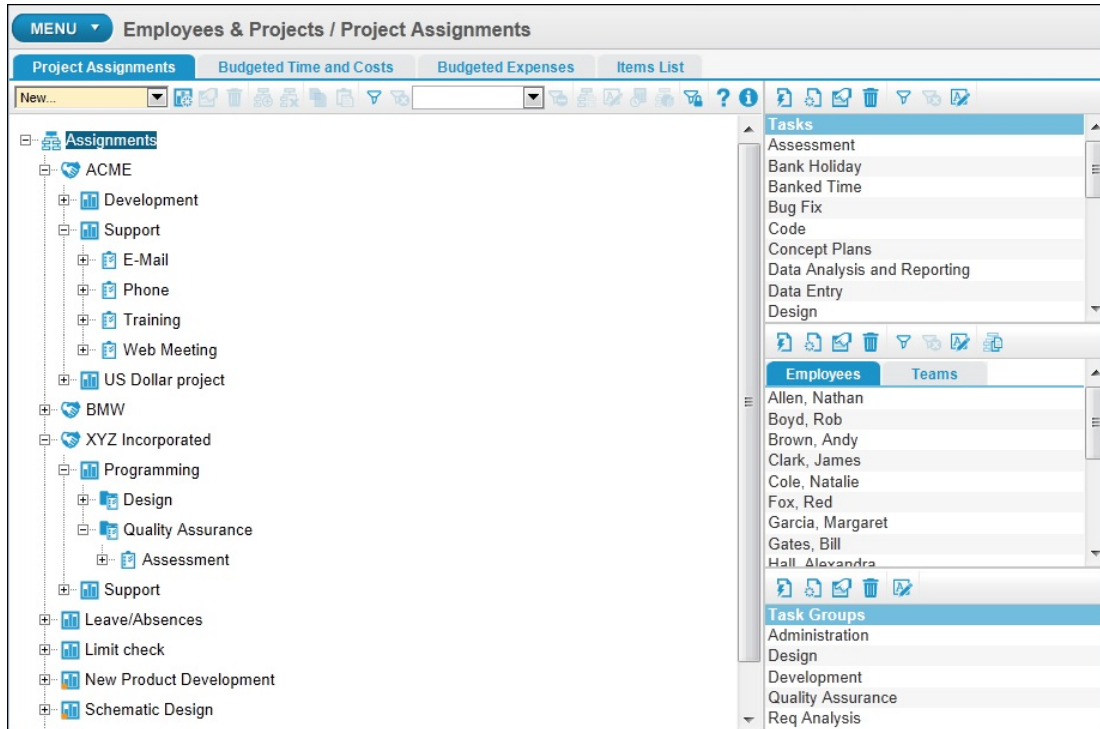 MENU Employees & Projects / Project Assignments
Project Assignments Budgeted Time and Costs Budgeted Expenses Items List
New...
Assignments
ACME
Development
Support
E-Mail
Phone
Training
Web Meeting
US Dollar project
BMW
XYZ Incorporated
Programming
Design
Quality Assurance
Assessment
Support
Leave/Absences
Limit check
New Product Development
Schematic Design
Tasks
Assessment
Bank Holiday
Banked Time
Bug Fix
Code
Concept Plans
Data Analysis and Reporting
Data Entry
Design
Employees Teams
Allen, Nathan
Boyd, Rob
Brown, Andy
Clark, James
Cole, Natalie
Fox, Red
Garcia, Margaret
Gates, Bill
Hall, Alexandra
Task Groups
Administration
Design
Development
Quality Assurance
Req Analysis